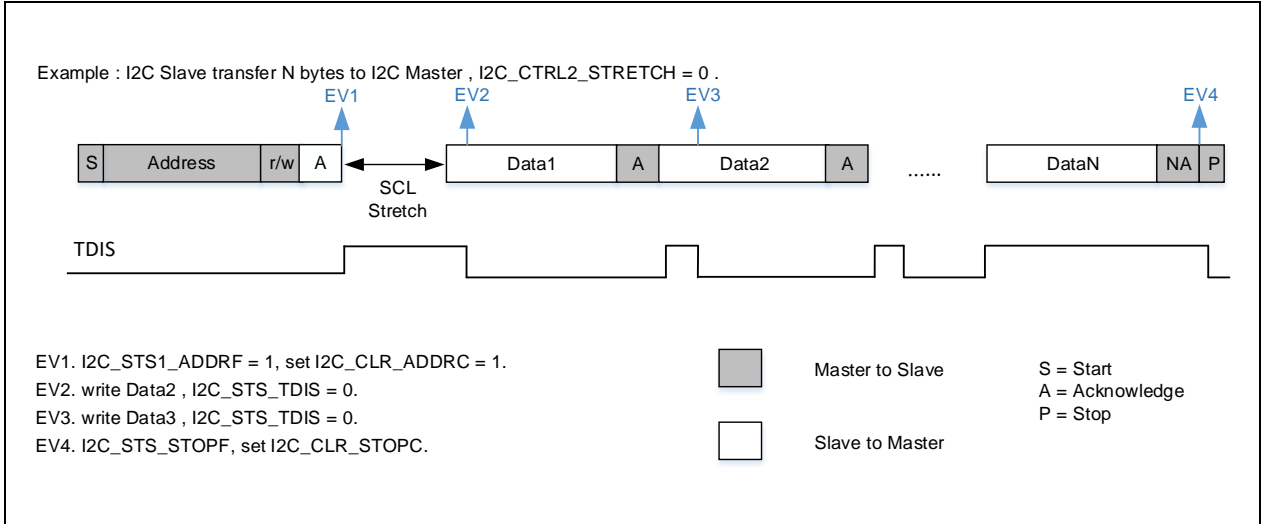 Example : I2C Slave transfer N bytes to I2C Master , I2C_CTRL2_STRETCH = 0 .
EV1 EV2 EV3 EV4
S Address r/w A Data1 A Data2 A ...... DataN NA P
SCL
Stretch
TDIS
EV1. I2C_STS1_ADDRF = 1, set I2C_CLR_ADDRC = 1.
EV2. write Data2 , I2C_STS_TDIS = 0.
EV3. write Data3 , I2C_STS_TDIS = 0.
EV4. I2C_STS_STOPF, set I2C_CLR_STOPC.
Master to Slave
Slave to Master
S = Start
A = Acknowledge
P = Stop